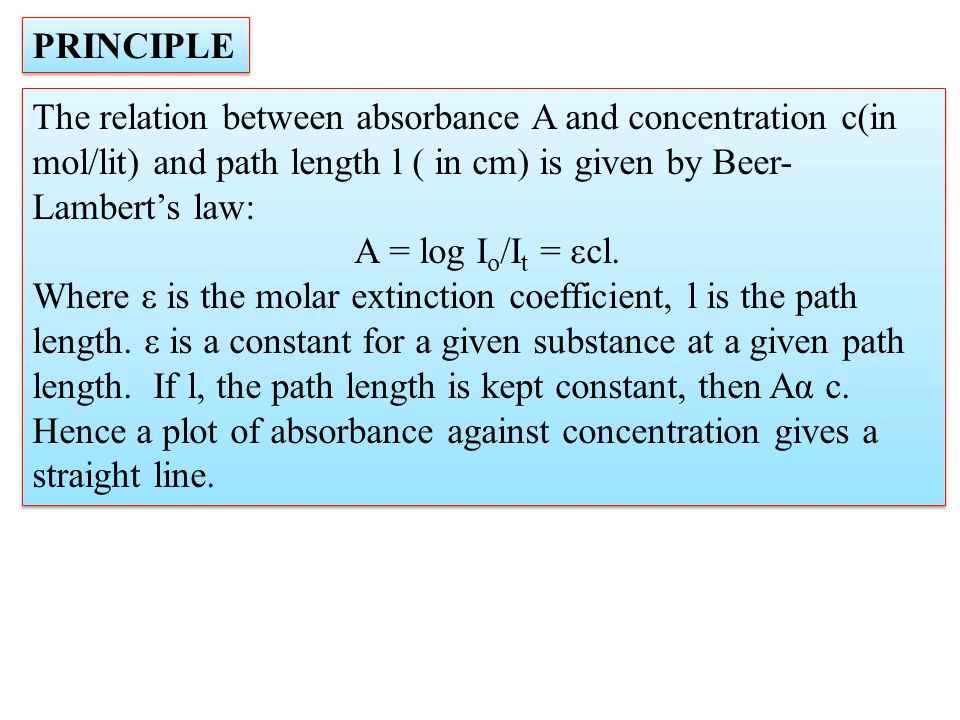 PRINCIPLE
The relation between absorbance A and concentration c(in
mol/lit) and path length l ( in cm) is given by Beer-
Lambert’s law:
A = log Iₒ/Iₜ = εcl.
Where ε is the molar extinction coefficient, l is the path
length. ε is a constant for a given substance at a given path
length. If l, the path length is kept constant, then Aα c.
Hence a plot of absorbance against concentration gives a
straight line.